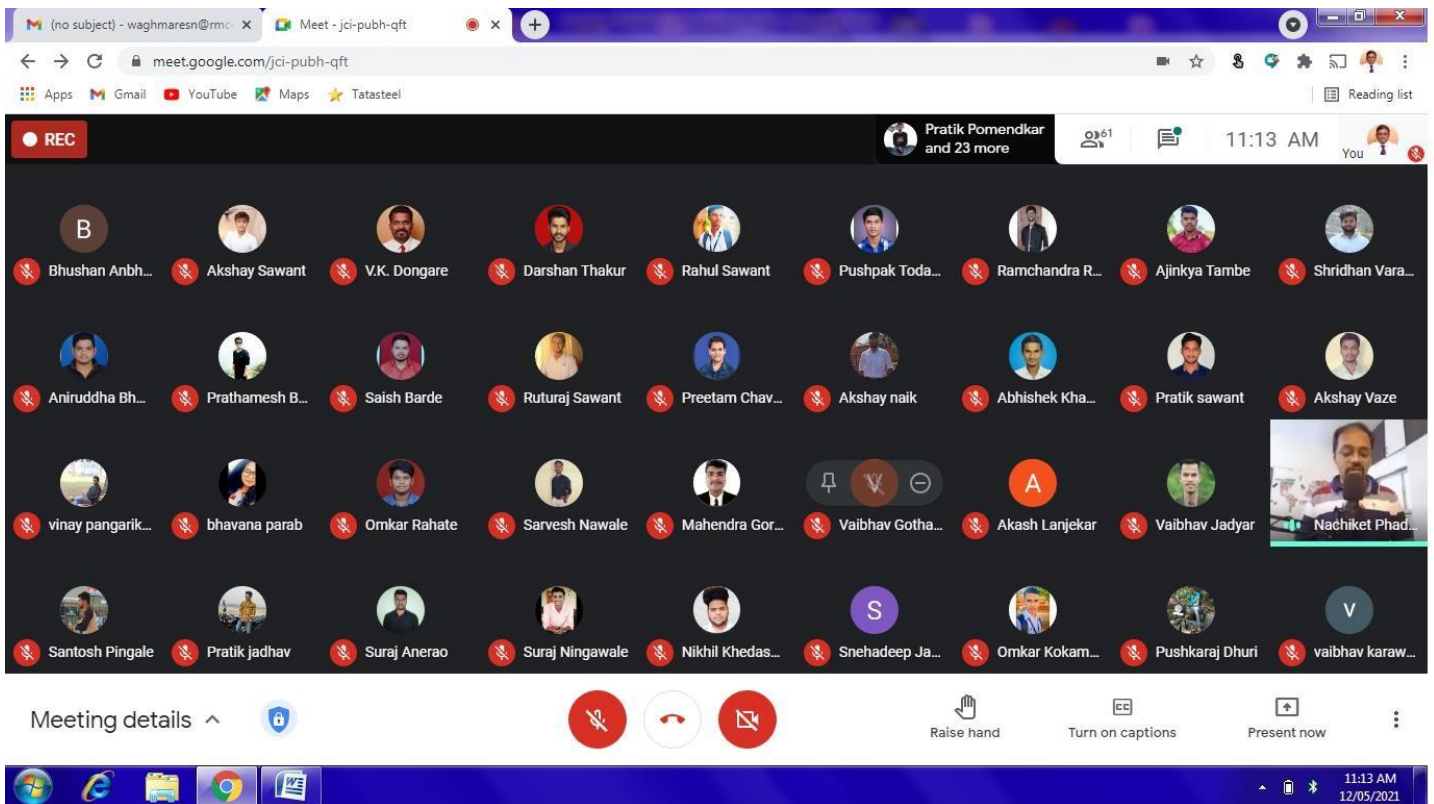 (no subject) - waghmaresn@rmc
Meet - jci-pubh-qft
meet.google.com/jci-pubh-qft
Apps Gmail YouTube Maps Tatasteel Reading list
REC
Pratik Pomendkar
and 23 more
61
11:13 AM
You
B
Bhushan Anbh... Akshay Sawant V.K. Dongare Darshan Thakur Rahul Sawant Pushpak Toda... Ramchandra R... Ajinkya Tambe Shridhan Vara...
Aniruddha Bh... Prathamesh B... Saish Barde Ruturaj Sawant Preetam Chav... Akshay naik Abhishek Kha... Pratik sawant Akshay Vaze
V A
vinay pangarik... bhavana parab Omkar Rahate Sarvesh Nawale Mahendra Gor... Vaibhav Gotha... Akash Lanjekar Vaibhav Jadyar Nachiket Phad...
S V
Santosh Pingale Pratik jadhav Suraj Anerao Suraj Ningawale Nikhil Khedas... Snehadeep Ja... Omkar Kokam... Pushkaraj Dhuri vaibhav karaw...
Meeting details
Raise hand
CC
Turn on captions
Present now
11:13 AM
12/05/2021